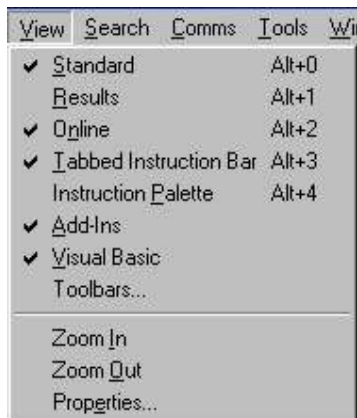 View Search Comms Tools
Standard Alt+0
Results Alt+1
Online Alt+2
Tabbed Instruction Bar Alt+3
Instruction Palette Alt+4
Add-Ins
Visual Basic
Toolbars...
Zoom In
Zoom Out
Properties...